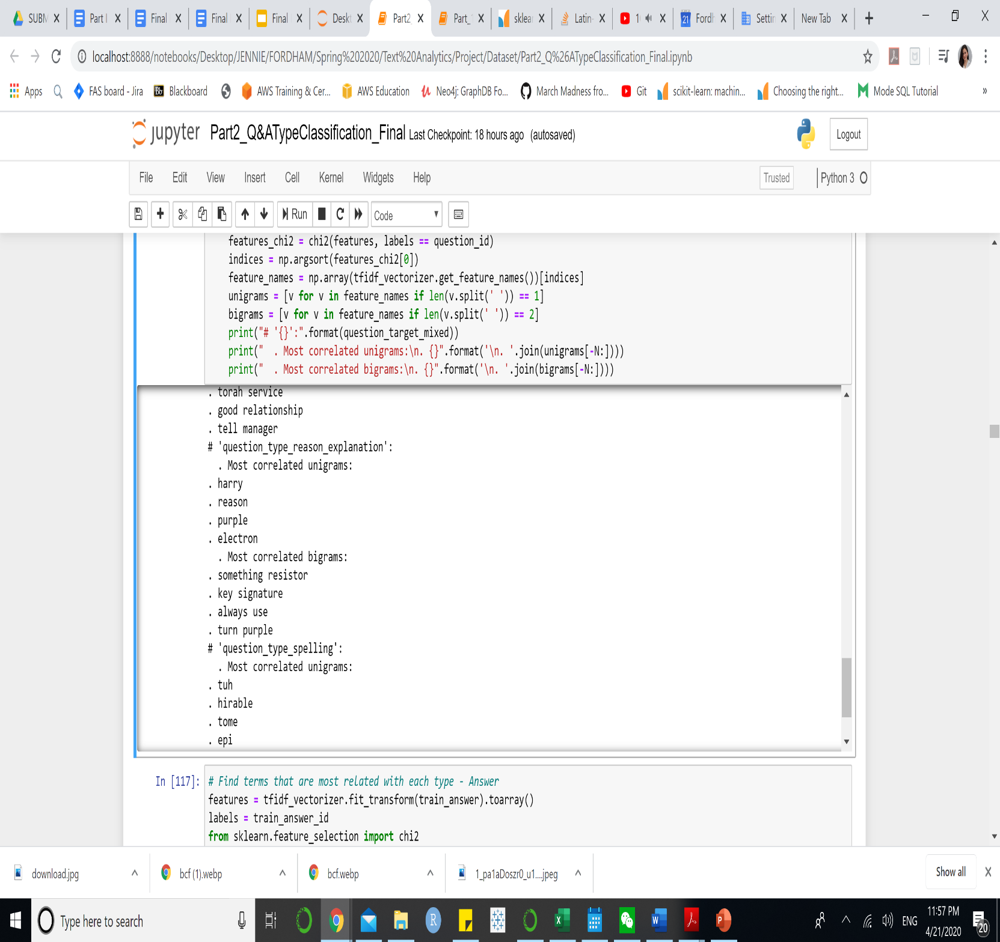 SUBM Part I Final Final Final Deskt Part2 Part_ sklea Latin- 1 Fordh Settin New Tab
localhost:8888/notebooks/Desktop/JENNIE/FORDHAM/Spring%202020/Text%20Analytics/Project/Dataset/Part2_Q%26ATypeClassification_Final.ipynb
Apps FAS board - Jira Bb Blackboard AWS Training & Cer... AWS Education Neo4j: GraphDB Fo... March Madness fro... Git scikit-learn: machin... Choosing the right... Mode SQL Tutorial »
jupyter Part2_Q&ATypeClassification_Final Last Checkpoint: 18 hours ago (autosaved) Logout
File Edit View Insert Cell Kernel Widgets Help Trusted Python 3
Run Code
features_chi2 = chi2(features, labels == question_id)
indices = np.argsort(features_chi2[0])
feature_names = np.array(tfidf_vectorizer.get_feature_names())[indices]
unigrams = [v for v in feature_names if len(v.split(' ')) == 1]
bigrams = [v for v in feature_names if len(v.split(' ')) == 2]
print("# '{}':".format(question_target_mixed))
print("  . Most correlated unigrams:\n. {}".format('\n. '.join(unigrams[-N:])))
print("  . Most correlated bigrams:\n. {}".format('\n. '.join(bigrams[-N:])))
. torah service
. good relationship
. tell manager
# 'question_type_reason_explanation':
  . Most correlated unigrams:
. harry
. reason
. purple
. electron
  . Most correlated bigrams:
. something resistor
. key signature
. always use
. turn purple
# 'question_type_spelling':
  . Most correlated unigrams:
. tuh
. hirable
. tome
. epi
In [117]: # Find terms that are most related with each type - Answer
features = tfidf_vectorizer.fit_transform(train_answer).toarray()
labels = train_answer_id
from sklearn.feature_selection import chi2
download.jpg bcf (1).webp bcf.webp 1_pa1aDoszr0_u1....jpeg Show all
Type here to search ENG 11:57 PM
4/21/2020 20